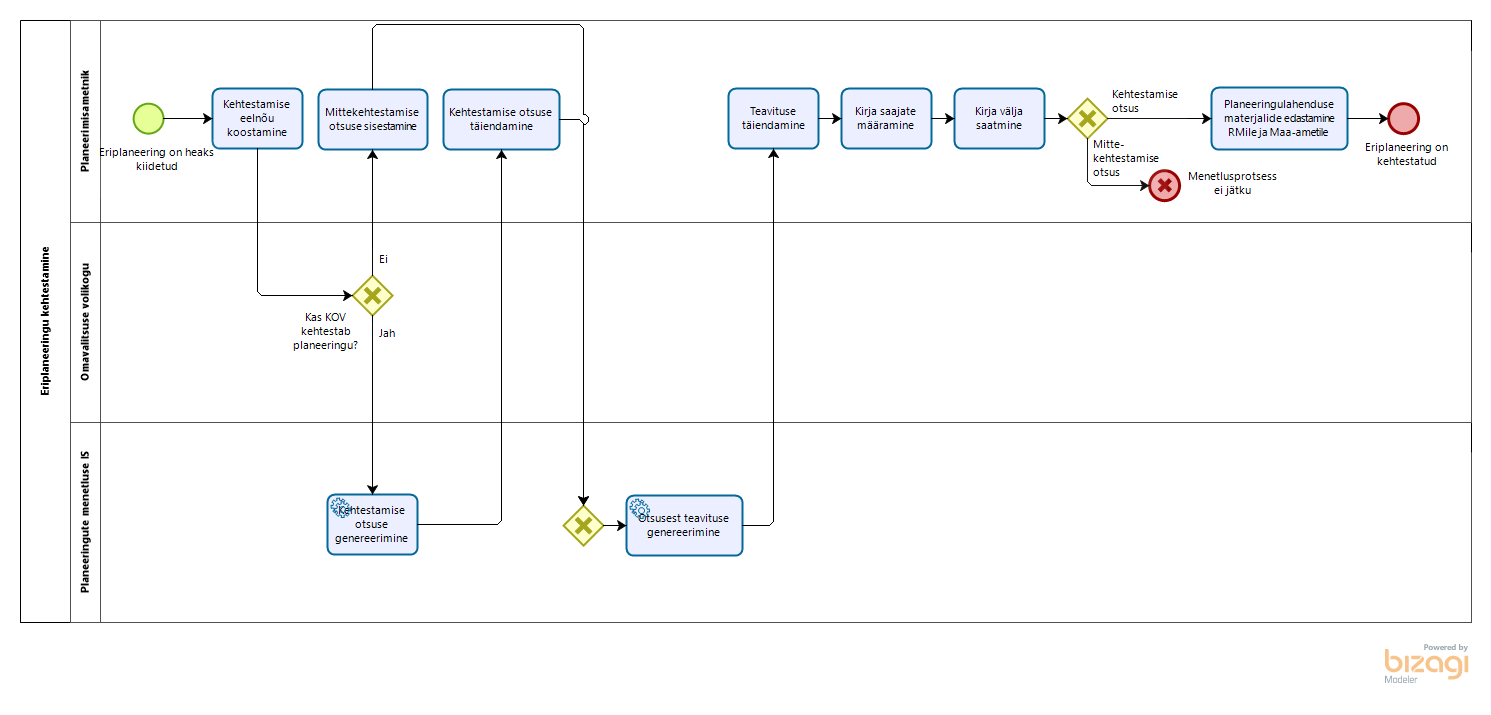 Eriplaneeringu kehtestamine
Planeerimisametnik
Eriplaneering on heaks
kiidetud
Kehtestamise
eelnõu
koostamine
Mittekehtestamise
otsuse sisestamine
Kehtestamise otsuse
täiendamine
Teavituse
täiendamine
Kirja saajate
määramine
Kirja välja
saatmine
Kehtestamise
otsus
Mitte-
kehtestamise
otsus
Planeeringulahenduse
materjalide edastamine
RMile ja Maa-ametile
Eriplaneering on
kehtestatud
Menetlusprotsess
ei jätku
Omavalitsuse volikogu
Ei
Kas KOV
kehtestab
planeeringu?
Jah
Planeeringute menetluse IS
Kehtestamise
otsuse
genereerimine
Otsusest teavituse
genereerimine
Powered by
bizagi
Modeler